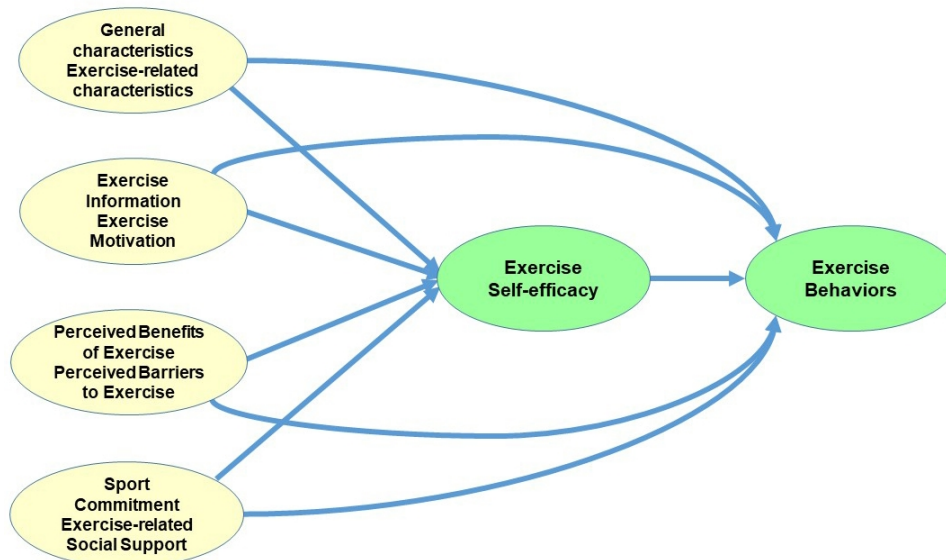 General
characteristics
Exercise-related
characteristics
Exercise
Information
Exercise
Motivation
Exercise
Self-efficacy
Exercise
Behaviors
Perceived Benefits
of Exercise
Perceived Barriers
to Exercise
Sport
Commitment
Exercise-related
Social Support